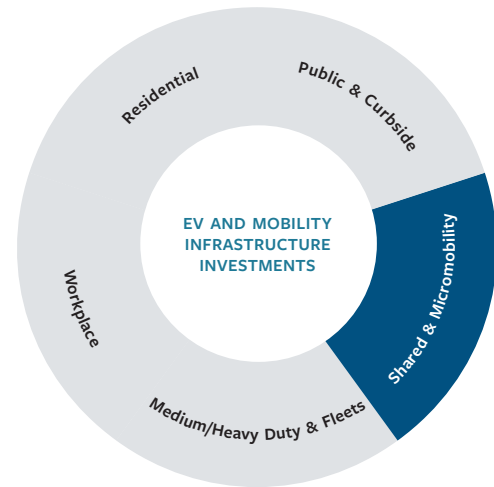 Residential
Public & Curbside
EV AND MOBILITY
INFRASTRUCTURE
INVESTMENTS
Shared & Micromobility
Workplace
Medium/Heavy Duty & Fleets